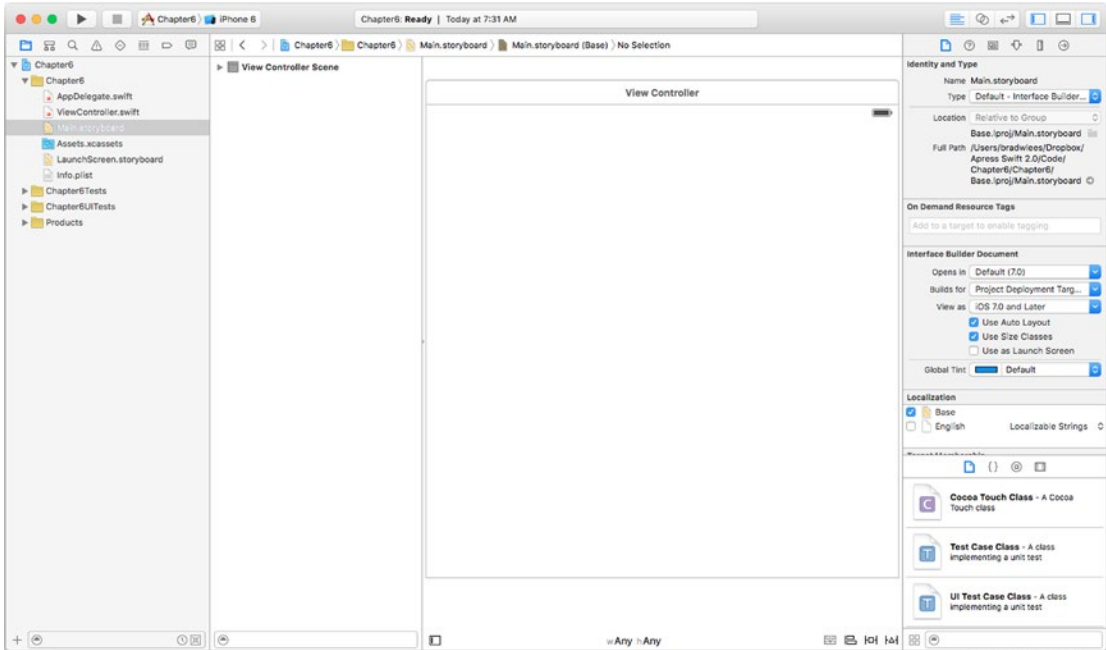 Chapter6 iPhone 6
Chapter6: Ready | Today at 7:31 AM
Chapter6 Chapter6 Main.storyboard Main.storyboard (Base) No Selection
Chapter6
Chapter6
AppDelegate.swift
ViewController.swift
Main.storyboard
Assets.xcassets
LaunchScreen.storyboard
Info.plist
Chapter6Tests
Chapter6UITests
Products
View Controller Scene
View Controller
wAny hAny
Identity and Type
Name Main.storyboard
Type Default - Interface Builder...
Location Relative to Group
Base.lproj/Main.storyboard
Full Path /Users/bradwiees/Dropbox/
Apress Swift 2.0/Code/
Chapter6/Chapter6/
Base.lproj/Main.storyboard
On Demand Resource Tags
Add to a target to enable tagging
Interface Builder Document
Opens in Default (7.0)
Builds for Project Deployment Targ...
View as iOS 7.0 and Later
Use Auto Layout
Use Size Classes
Use as Launch Screen
Global Tint Default
Localization
Base
English Localizable Strings
Target Membership
{ }
C Cocoa Touch Class - A Cocoa
Touch class
T Test Case Class - A class
implementing a unit test
T UI Test Case Class - A class
implementing a unit test